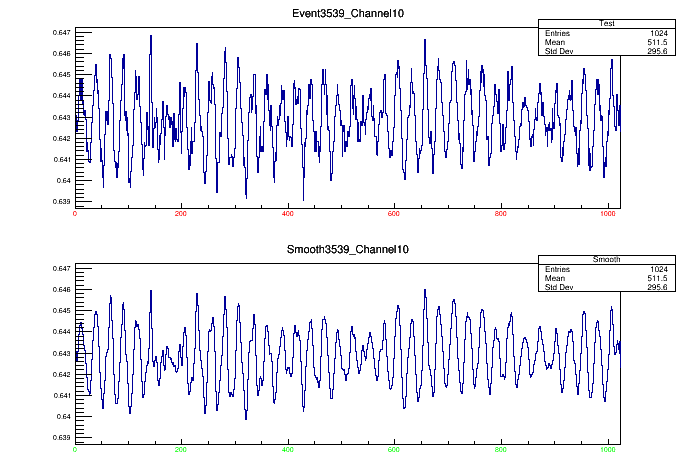 Event3539_Channel10
Test
Entries 1024
Mean 511.5
Std Dev 295.6
0.647
0.646
0.645
0.644
0.643
0.642
0.641
0.64
0.639
0 200 400 600 800 1000
Smooth3539_Channel10
Smooth
Entries 1024
Mean 511.5
Std Dev 295.6
0.647
0.646
0.645
0.644
0.643
0.642
0.641
0.64
0.639
0 200 400 600 800 1000